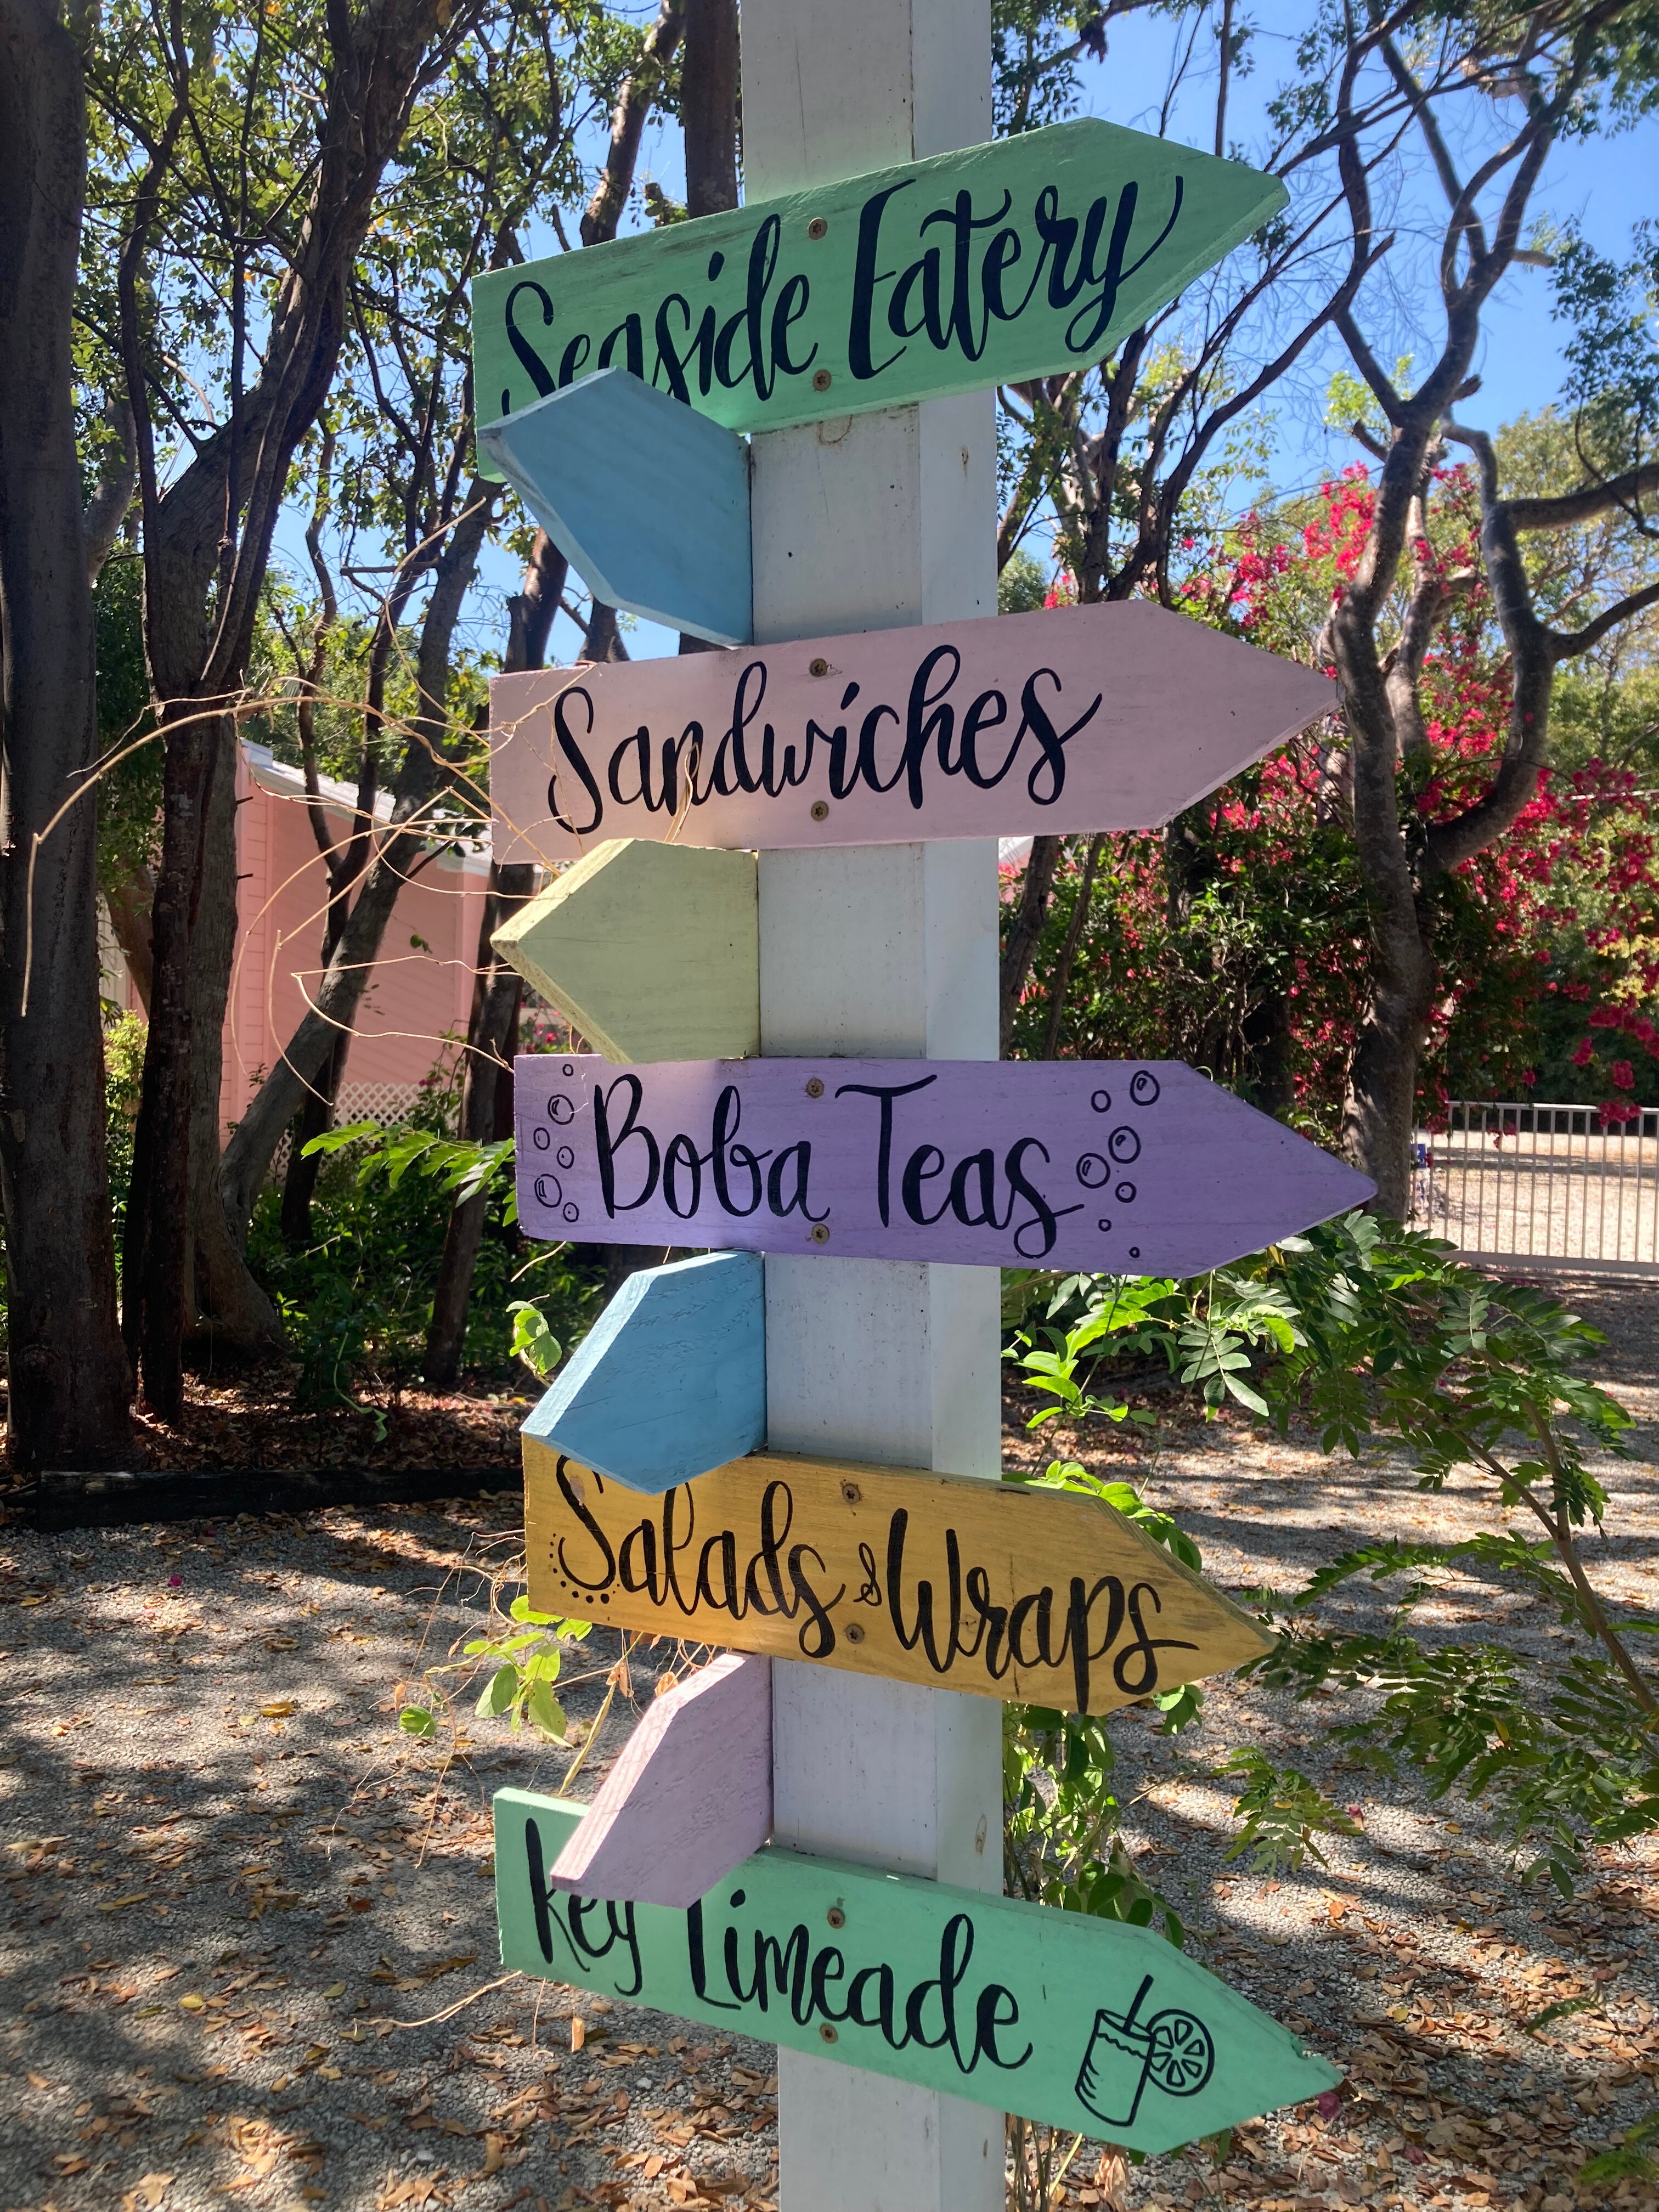 Seaside Eatery
Sandwiches
Boba Teas
Salads & Wraps
Key Limeade